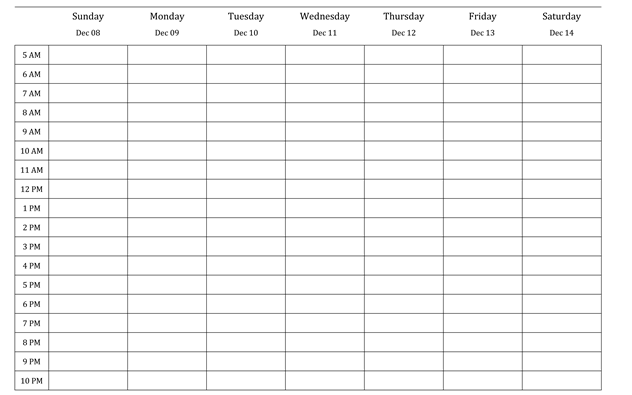 Sunday Monday Tuesday Wednesday Thursday Friday Saturday
Dec 08 Dec 09 Dec 10 Dec 11 Dec 12 Dec 13 Dec 14
5 AM
6 AM
7 AM
8 AM
9 AM
10 AM
11 AM
12 PM
1 PM
2 PM
3 PM
4 PM
5 PM
6 PM
7 PM
8 PM
9 PM
10 PM